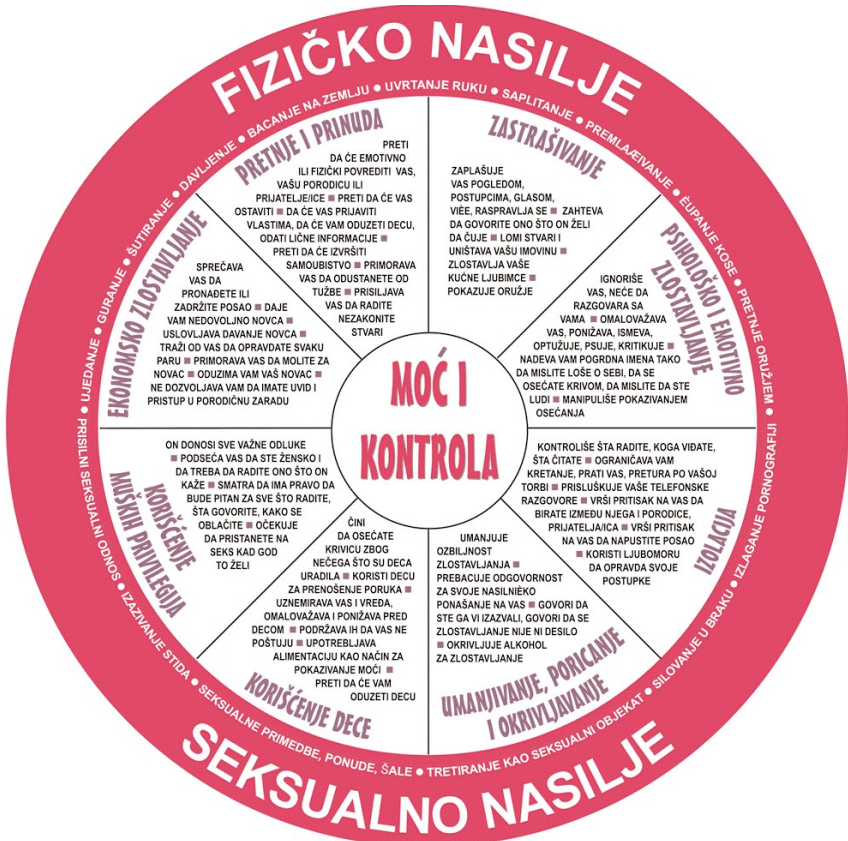 FIZIČKO NASILJE
PRISILNI SEKSUALNI ODNOS ● UJEDANJE ● GURANJE ● ŠUTIRANJE ● DAVLJENJE ● BACANJE NA ZEMLJU ● UVRTANJE RUKU ● SAPLITANJE ● PREMLAÆIVANJE ● ÈUPANJE KOSE ● PRETNJE ORUŽJEM ● IZLAGANJE PORNOGRAFIJI
PRETNJE I PRINUDA
PRETI
DA ĆE EMOTIVNO
ILI FIZIČKI POVREDITI VAS,
VAŠU PORODICU ILI
PRIJATELJE/ICE ■ PRETI DA ĆE VAS
OSTAVITI ■ DA ĆE VAS PRIJAVITI
VLASTIMA, DA ĆE VAM ODUZETI DECU,
ODATI LIČNE INFORMACIJE ■
PRETI DA ĆE IZVRŠITI
SAMOUBISTVO ■ PRIMORAVA
VAS DA ODUSTANETE OD
TUŽBE ■ PRISILJAVA
VAS DA RADITE
NEZAKONITE
STVARI
ZASTRAŠIVANJE
ZAPLAŠUJE
VAS POGLEDOM,
POSTUPCIMA, GLASOM,
VIČE, RASPRAVLJA SE ■ ZAHTEVA
DA GOVORITE ONO ŠTO ON ŽELI
DA ČUJE ■ LOMI STVARI I
UNIŠTAVA VAŠU IMOVINU ■
ZLOSTAVLJA VAŠE
KUĆNE LJUBIMCE ■
POKAZUJE ORUŽJE
PSIHOLOŠKO I EMOTIVNO
ZLOSTAVLJANJE
IGNORIŠE
VAS, NEĆE DA
RAZGOVARA SA
VAMA ■ OMALOVAŽAVA
VAS, PONIŽAVA, ISMEVA,
OPTUŽUJE, PSUJE, KRITIKUJE ■
NADEVA VAM POGRDNA IMENA TAKO
DA MISLITE LOŠE O SEBI, DA SE
OSEĆATE KRIVOM, DA MISLITE DA STE
LUDI ■ MANIPULIŠE POKAZIVANJEM
OSEĆANJA
EKONOMSKO ZLOSTAVLJANJE
SPREČAVA
VAS DA
PRONAĐETE ILI
ZADRŽITE POSAO ■ DAJE
VAM NEDOVOLJNO NOVCA ■
USLOVLJAVA DAVANJE NOVCA ■
TRAŽI OD VAS DA OPRAVDATE SVAKU
PARU ■ PRIMORAVA VAS DA MOLITE ZA
NOVAC ■ ODUZIMA VAM VAŠ NOVAC ■
NE DOZVOLJAVA VAM DA IMATE UVID I
PRISTUP U PORODIČNU ZARADU
MOĆ I
KONTROLA
KORIŠĆENJE
MUŠKIH PRIVILEGIJA
ON DONOSI SVE VAŽNE ODLUKE
■ PODSEĆA VAS DA STE ŽENSKO I
DA TREBA DA RADITE ONO ŠTO ON
KAŽE ■ SMATRA DA IMA PRAVO DA
BUDE PITAN ZA SVE ŠTO RADITE,
ŠTA GOVORITE, KAKO SE
OBLAČITE ■ OČEKUJE
DA PRISTANETE NA
SEKS KAD GOD
TO ŽELI
IZOLACIJA
KONTROLIŠE ŠTA RADITE, KOGA VIĐATE,
ŠTA ČITATE ■ OGRANIČAVA VAM
KRETANJE, PRATI VAS, PRETURA PO VAŠOJ
TORBI ■ PRISLUŠKUJE VAŠE TELEFONSKE
RAZGOVORE ■ VRŠI PRITISAK NA VAS DA
BIRATE IZMEĐU NJEGA I PORODICE,
PRIJATELJA/ICA ■ VRŠI PRITISAK
NA VAS DA NAPUSTITE POSAO
■ KORISTI LJUBOMORU
DA OPRAVDA SVOJE
POSTUPKE
KORIŠĆENJE DECE
ČINI
DA OSEĆATE
KRIVICU ZBOG
NEČEGA ŠTO SU DECA
URADILA ■ KORISTI DECU
ZA PRENOŠENJE PORUKA ■
UZNEMIRAVA VAS I VREĐA,
OMALOVAŽAVA I PONIŽAVA PRED
DECOM ■ PODRŽAVA IH DA VAS NE
POŠTUJU ■ UPOTREBLJAVA
ALIMENTACIJU KAO NAČIN ZA
POKAZIVANJE MOĆI ■
PRETI DA ĆE VAM
ODUZETI DECU
UMANJIVANJE, PORICANJE
I OKRIVLJAVANJE
UMANJUJE
OZBILJNOST
ZLOSTAVLJANJA ■
PREBACUJE ODGOVORNOST
ZA SVOJE NASILNIÈKO
PONAŠANJE NA VAS ■ GOVORI DA
STE GA VI IZAZVALI, GOVORI DA SE
ZLOSTAVLJANJE NIJE NI DESILO
■ OKRIVLJUJE ALKOHOL
ZA ZLOSTAVLJANJE
IZAZIVANJE STIDA ● SEKSUALNE PRIMEDBE, PONUDE, ŠALE ● TRETIRANJE KAO SEKSUALNI OBJEKAT ● SILOVANJE U BRAKU ●
SEKSUALNO NASILJE